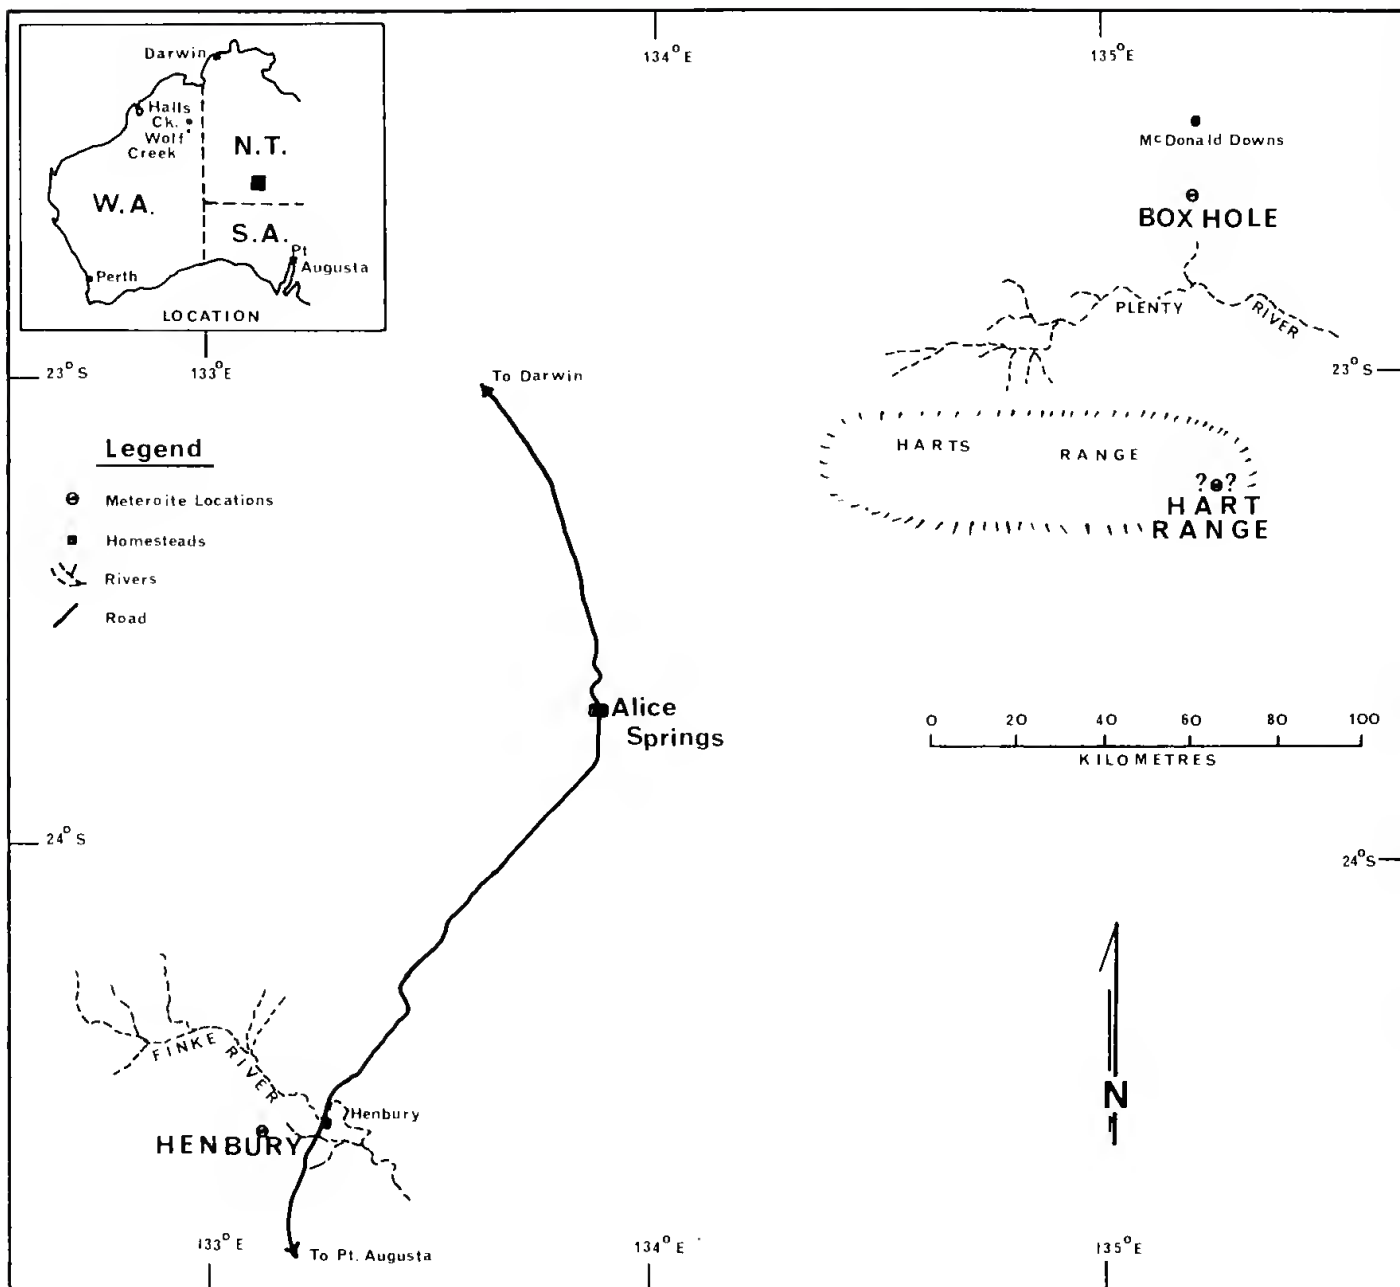 134°E
135°E
Darwin
Halls
Ck.
Wolf
Creek
N.T.
W.A.
S.A.
Pt
Augusta
Perth
LOCATION
McDonald Downs
BOX HOLE
PLENTY RIVER
23°S
133°E
23°S
To Darwin
HARTS RANGE
??
HART
RANGE
Legend
Meteroite Locations
Homesteads
Rivers
Road
Alice
Springs
0 20 40 60 80 100
KILOMETRES
24°S
24°S
FINKE RIVER
Henbury
HENBURY
N
133°E
To Pt. Augusta
134°E
135°E